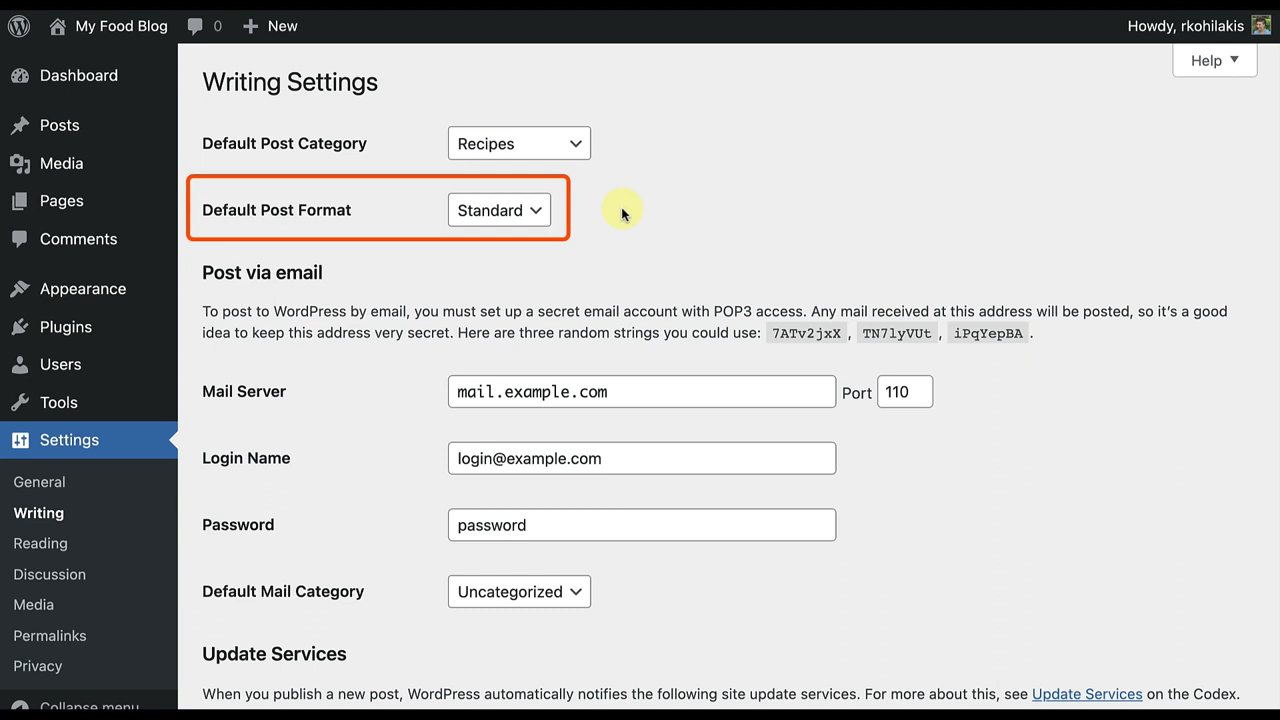 My Food Blog 0 New Howdy, rkohilakis
Help
Dashboard
Posts
Media
Pages
Comments
Appearance
Plugins
Users
Tools
Settings
General
Writing
Reading
Discussion
Media
Permalinks
Privacy
Collapse menu
Writing Settings
Default Post Category Recipes
Default Post Format Standard
Post via email
To post to WordPress by email, you must set up a secret email account with POP3 access. Any mail received at this address will be posted, so it's a good
idea to keep this address very secret. Here are three random strings you could use: 7ATv2jxX , TN7lyVUt , iPqYepBA .
Mail Server mail.example.com Port 110
Login Name login@example.com
Password password
Default Mail Category Uncategorized
Update Services
When you publish a new post, WordPress automatically notifies the following site update services. For more about this, see Update Services on the Codex.